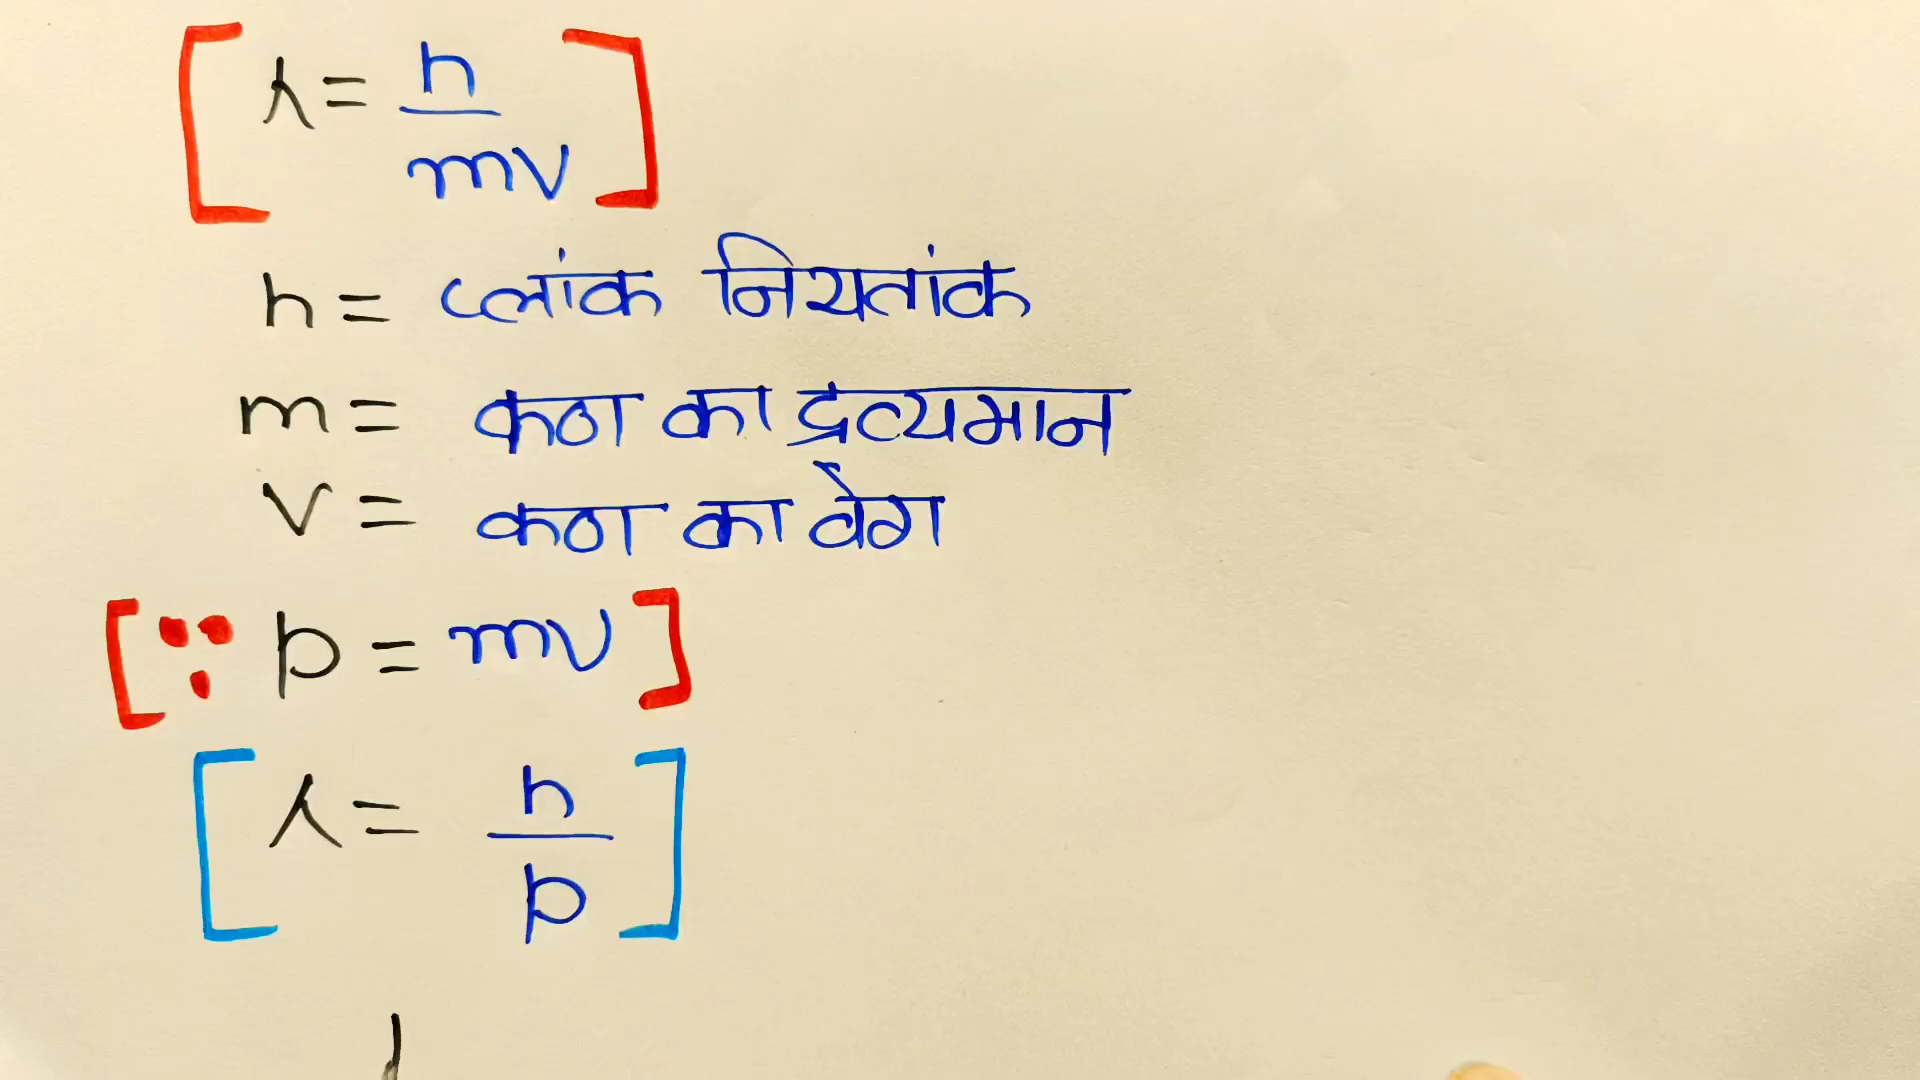 [λ = h/mv]
h = प्लांक नियतांक
m = कण का द्रव्यमान
v = कण का वेग
[∵ p = mv]
[λ = h/p]